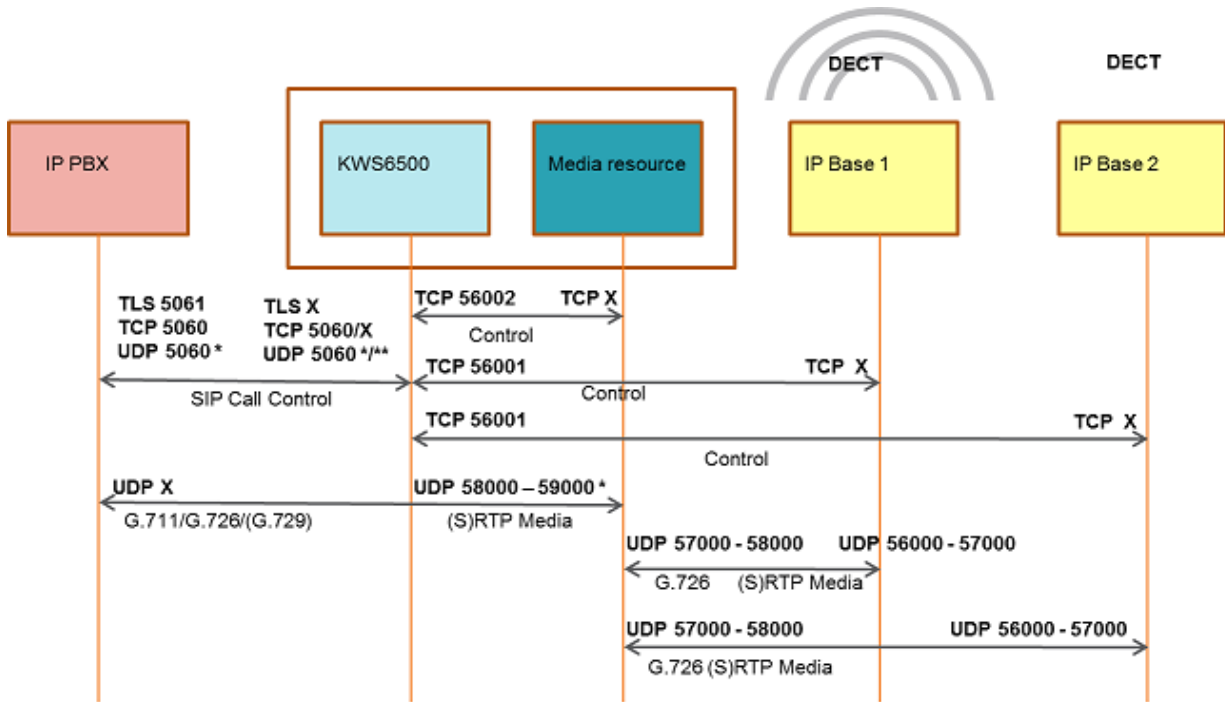 DECT
DECT
IP PBX
KWS6500
Media resource
IP Base 1
IP Base 2
TLS 5061
TCP 5060
UDP 5060 *
TLS X
TCP 5060/X
UDP 5060 */**
SIP Call Control
TCP 56002 TCP X
Control
TCP 56001 TCP X
Control
TCP 56001 TCP X
Control
UDP X UDP 58000 – 59000 *
G.711/G.726/(G.729) (S)RTP Media
UDP 57000 - 58000 UDP 56000 - 57000
G.726 (S)RTP Media
UDP 57000 - 58000 UDP 56000 - 57000
G.726 (S)RTP Media